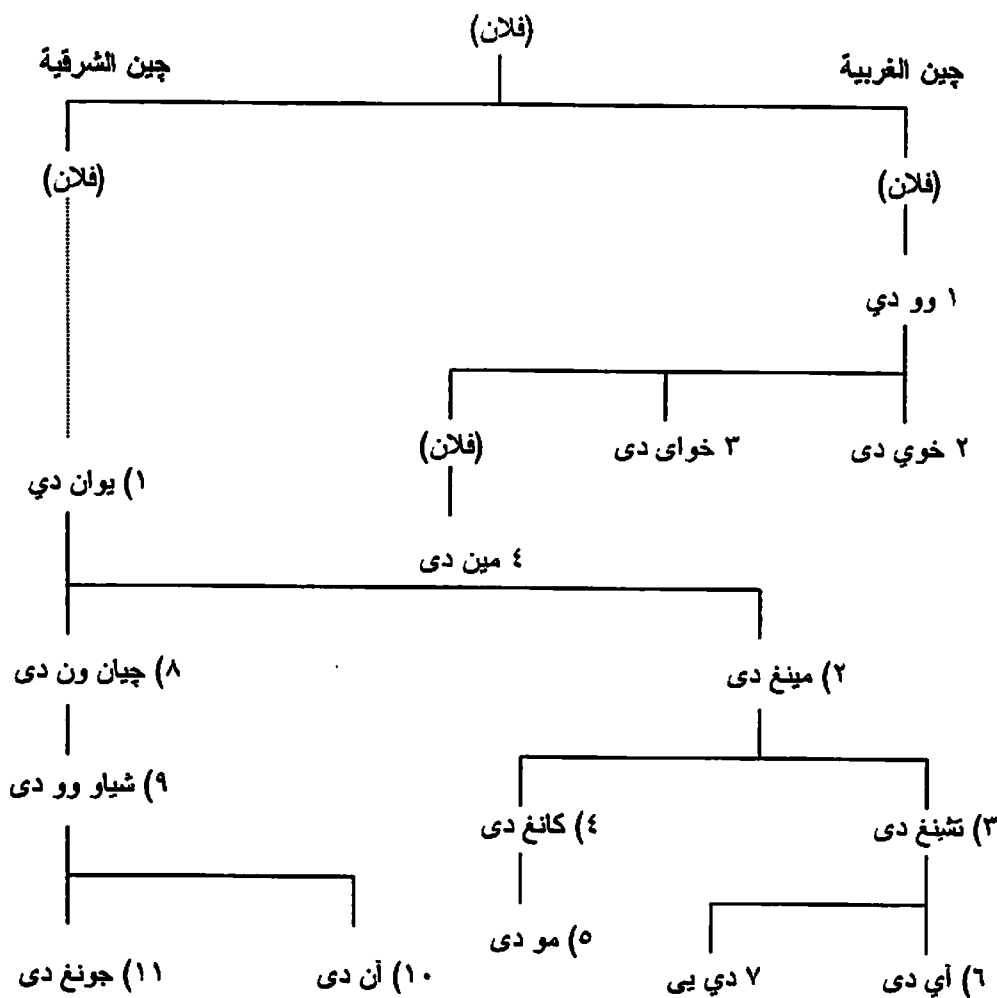 (فلان)
چين الغربية
چين الشرقية
(فلان)
(فلان)
١ وو دي
٢ خوي دى
٣ خواى دى
(فلان)
١) يوان دي
٤ مين دى
٢) مينغ دى
٨) چيان ون دى
٩) شياو وو دى
٣) تشينغ دى
٤) كانغ دى
٥) مو دى
٦) أي دى
٧ دي يى
١٠) آن دى
١١) جونغ دى